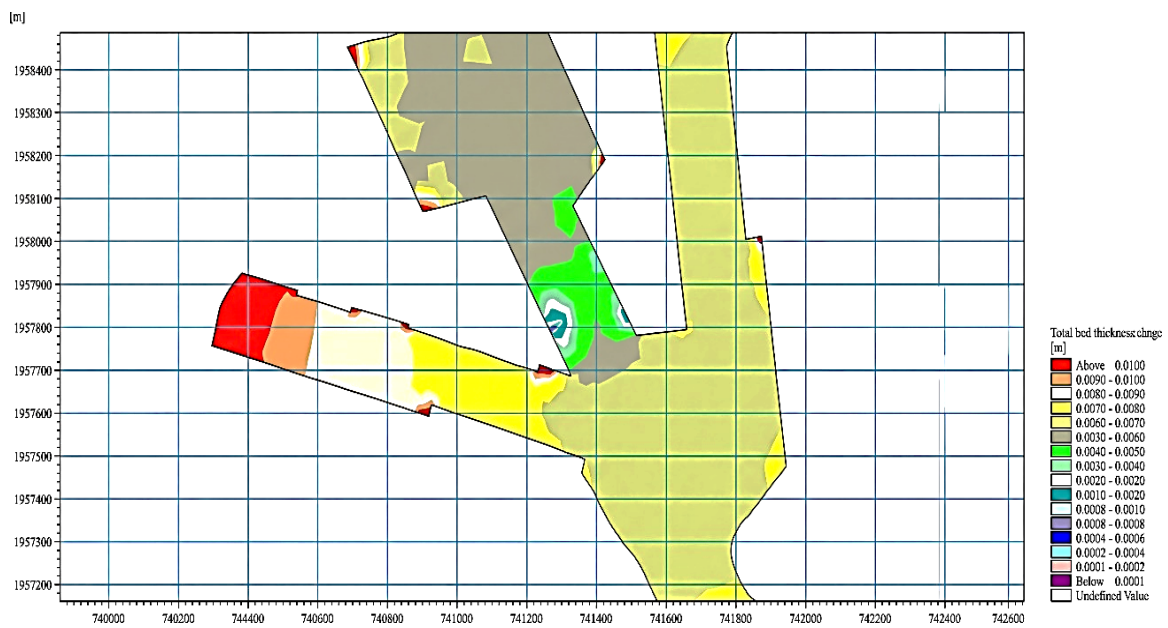 [m]
1958400
1958300
1958200
1958100
1958000
1957900
1957800
1957700
1957600
1957500
1957400
1957300
1957200
740000 740200 740400 740600 740800 741000 741200 741400 741600 741800 742000 742200 742400 742600
Total bed thickness: chnge
[m]
Above 0.0100
0.0090 - 0.0100
0.0080 - 0.0090
0.0070 - 0.0080
0.0060 - 0.0070
0.0030 - 0.0060
0.0040 - 0.0050
0.0030 - 0.0040
0.0020 - 0.0020
0.0010 - 0.0020
0.0008 - 0.0010
0.0008 - 0.0008
0.0004 - 0.0006
0.0002 - 0.0004
0.0001 - 0.0002
Below 0.0001
Undefined Value